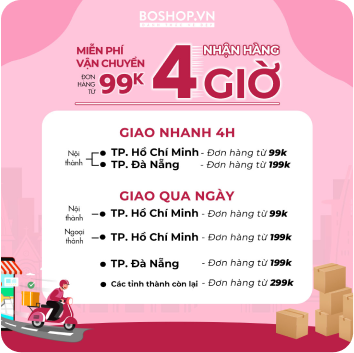 BOSHOP.VN
MIỄN PHÍ
VẬN CHUYỂN
ĐƠN
HÀNG
TỪ
99K
NHẬN HÀNG
4 GIỜ
GIAO NHANH 4H
Nội
thành
TP. Hồ Chí Minh - Đơn hàng từ 99k
TP. Đà Nẵng - Đơn hàng từ 199k
GIAO QUA NGÀY
Nội
thành
TP. Hồ Chí Minh - Đơn hàng từ 99k
Ngoại
thành
TP. Hồ Chí Minh - Đơn hàng từ 199k
TP. Đà Nẵng - Đơn hàng từ 199k
Các tỉnh thành còn lại - Đơn hàng từ 299k